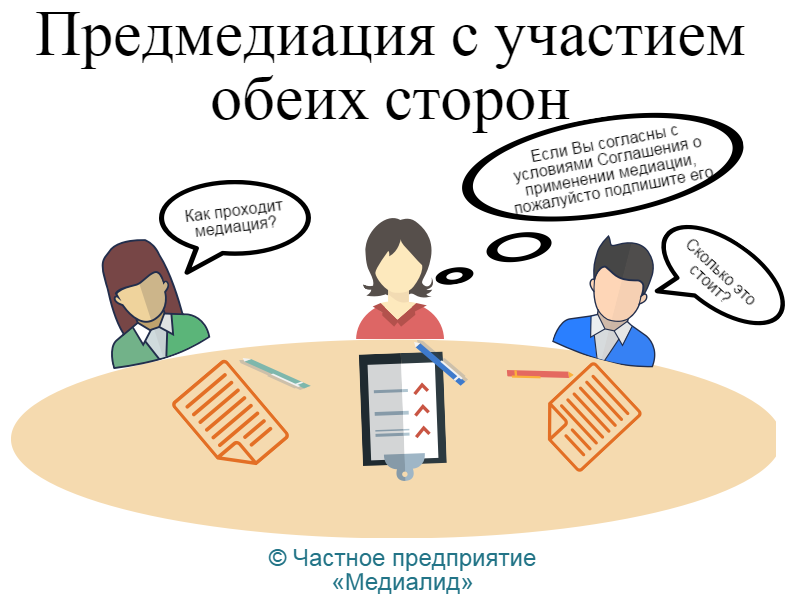 Предмедиация с участием
обеих сторон
Если Вы согласны с
условиями Соглашения о
применении медиации,
пожалуйсто подпишите его
Как проходит
медиация?
Сколько это
стоит?
© Частное предприятие
«Медиалид»